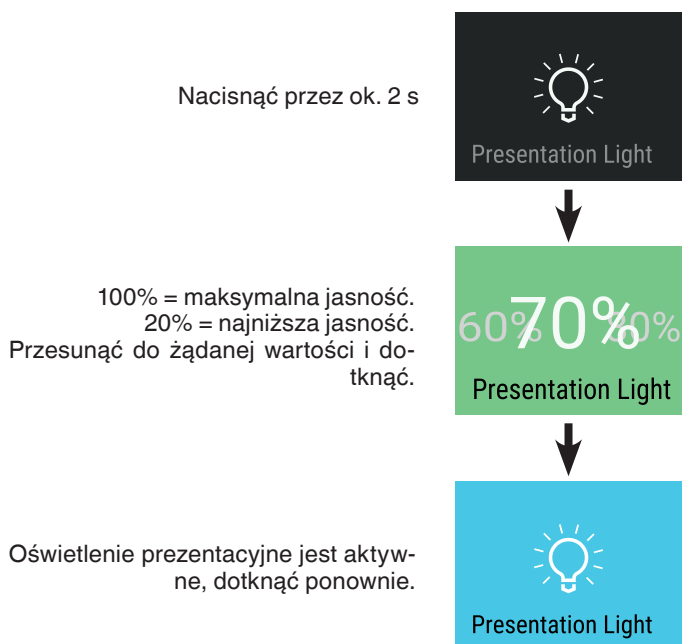 Nacisnąć przez ok. 2 s
Presentation Light
100% = maksymalna jasność.
20% = najniższa jasność.
Przesunąć do żądanej wartości i do-
tknąć.
60% 70% 80%
Presentation Light
Oświetlenie prezentacyjne jest aktyw-
ne, dotknąć ponownie.
Presentation Light